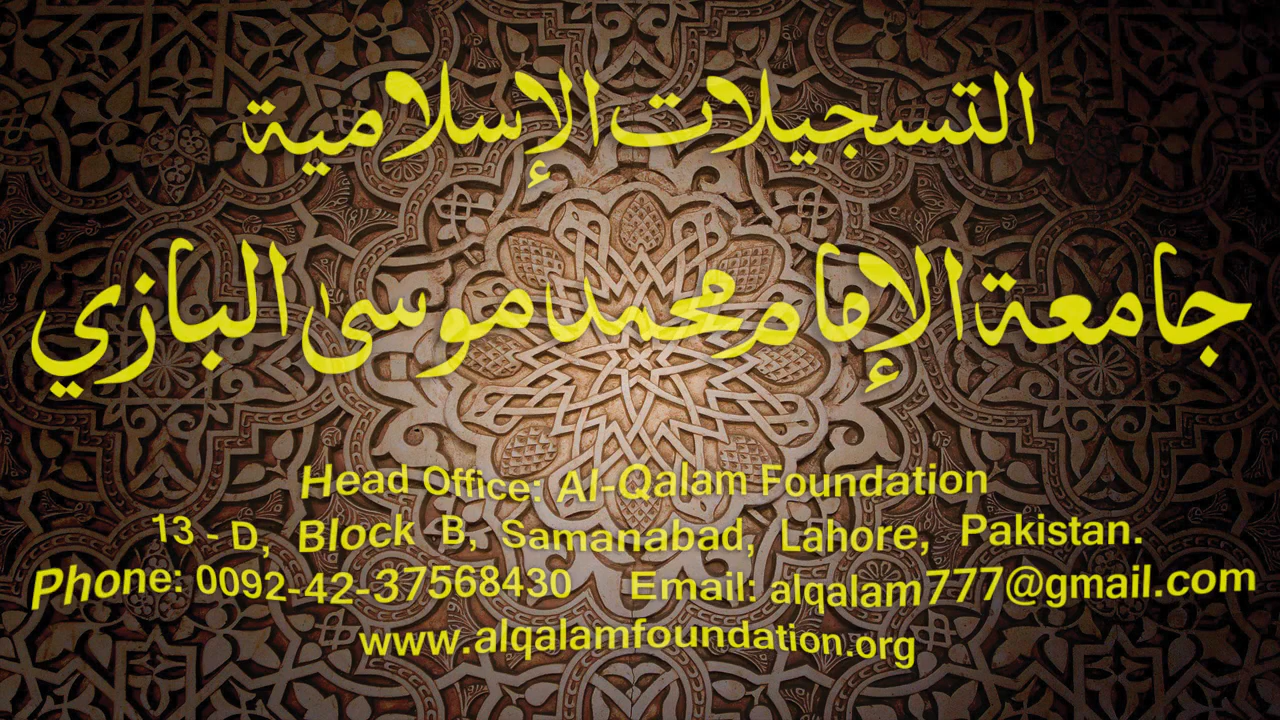 التسجيلات الإسلامية
جامعة الإمام محمد موسى البازي
Head Office: Al-Qalam Foundation
13 - D, Block B, Samanabad, Lahore, Pakistan.
Phone: 0092-42-37568430 Email: alqalam777@gmail.com
www.alqalamfoundation.org